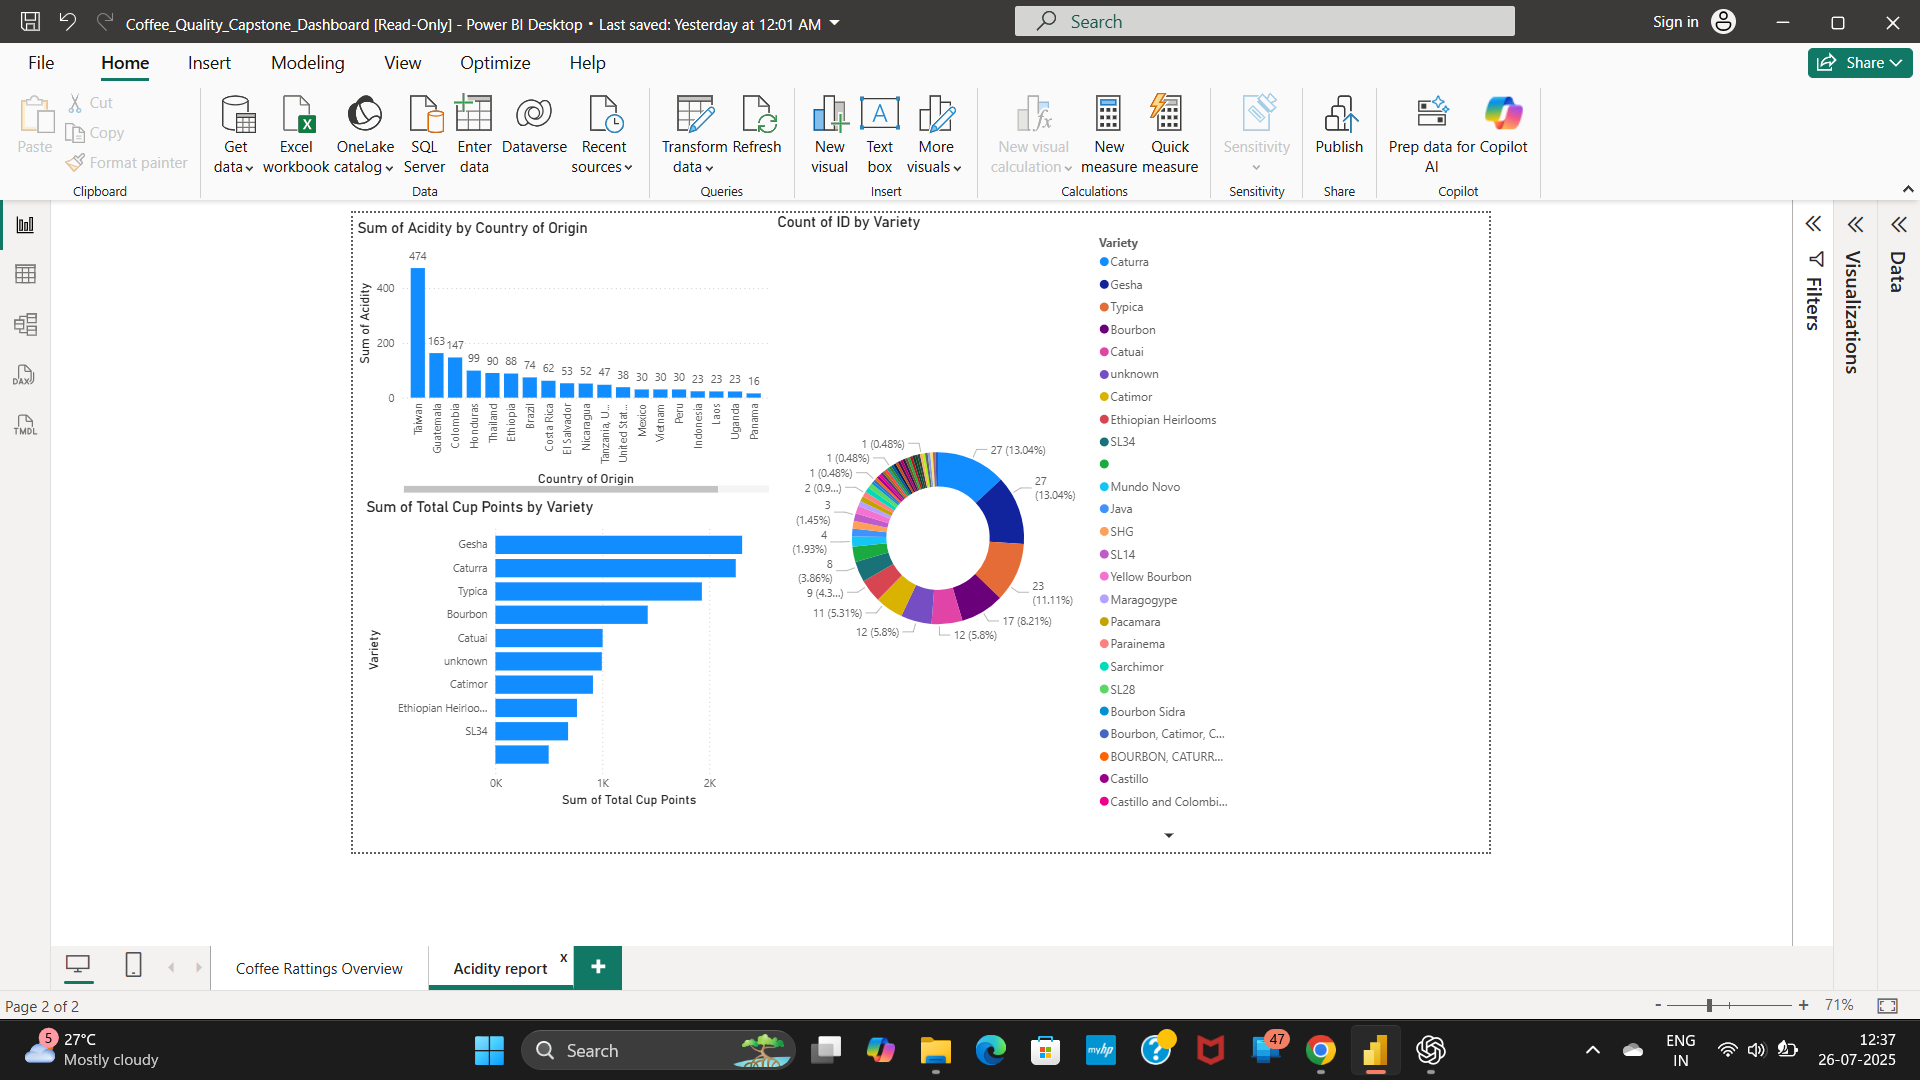 Coffee_Quality_Capstone_Dashboard [Read-Only] - Power BI Desktop • Last saved: Yesterday at 12:01 AM
Search
Sign in
File
Home
Insert
Modeling
View
Optimize
Help
Share
Paste
Cut
Copy
Format painter
Clipboard
Get data
Excel workbook
OneLake catalog
SQL Server
Enter data
Dataverse
Recent sources
Data
Transform data
Refresh
Queries
New visual
Text box
More visuals
Insert
New visual calculation
New measure
Quick measure
Calculations
Sensitivity
Sensitivity
Publish
Share
Prep data for AI
Copilot
Copilot
DAX
TMDL
Sum of Acidity by Country of Origin
Sum of Acidity
400
200
0
474
163
147
99
90
88
74
62
53
52
47
38
30
30
30
23
23
23
16
Taiwan
Guatemala
Colombia
Honduras
Thailand
Ethiopia
Brazil
Costa Rica
El Salvador
Nicaragua
Tanzania, U...
United Stat...
Mexico
Vietnam
Peru
Indonesia
Laos
Uganda
Panama
Country of Origin
Sum of Total Cup Points by Variety
Variety
Gesha
Caturra
Typica
Bourbon
Catuai
unknown
Catimor
Ethiopian Heirloo...
SL34
0K
1K
2K
Sum of Total Cup Points
Count of ID by Variety
27 (13.04%)
27
(13.04%)
23
(11.11%)
17 (8.21%)
12 (5.8%)
12 (5.8%)
11 (5.31%)
9 (4.3...)
8
(3.86%)
4
(1.93%)
3
(1.45%)
2 (0.9...)
1 (0.48%)
1 (0.48%)
1 (0.48%)
Variety
Caturra
Gesha
Typica
Bourbon
Catuai
unknown
Catimor
Ethiopian Heirlooms
SL34
Mundo Novo
Java
SHG
SL14
Yellow Bourbon
Maragogype
Pacamara
Parainema
Sarchimor
SL28
Bourbon Sidra
Bourbon, Catimor, C...
BOURBON, CATURR...
Castillo
Castillo and Colombi...
Filters
Visualizations
Data
Coffee Rattings Overview
Acidity report
x
+
Page 2 of 2
- + 71%
5
27°C
Mostly cloudy
Search
myhp
47
ENG
IN
12:37
26-07-2025